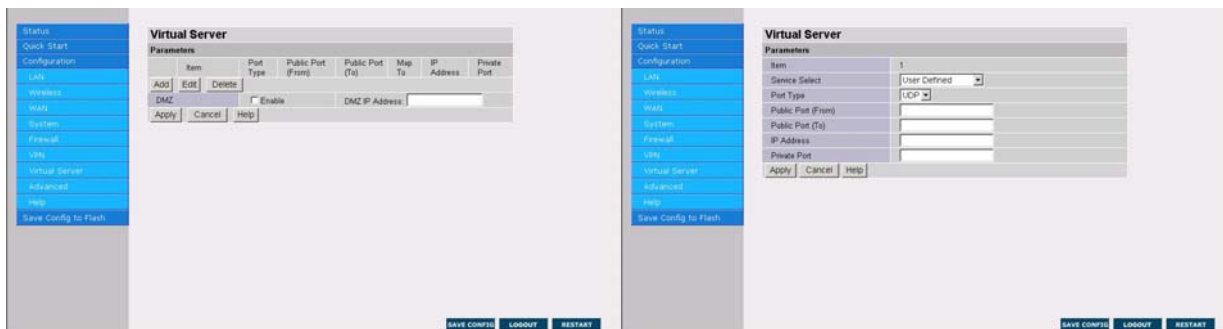 Status
Quick Start
Configuration
LAN
Wireless
WAN
System
Firewall
VPN
Virtual Server
Advanced
Help
Save Config to Flash
Virtual Server
Parameters
Item Port Type Public Port (From) Public Port (To) Map To IP Address Private Port
Add Edit Delete
DMZ Enable DMZ IP Address:
Apply Cancel Help
SAVE CONFIG LOGOUT RESTART
Status
Quick Start
Configuration
LAN
Wireless
WAN
System
Firewall
VPN
Virtual Server
Advanced
Help
Save Config to Flash
Virtual Server
Parameters
Item 1
Service Select User Defined
Port Type UDP
Public Port (From)
Public Port (To)
IP Address
Private Port
Apply Cancel Help
SAVE CONFIG LOGOUT RESTART